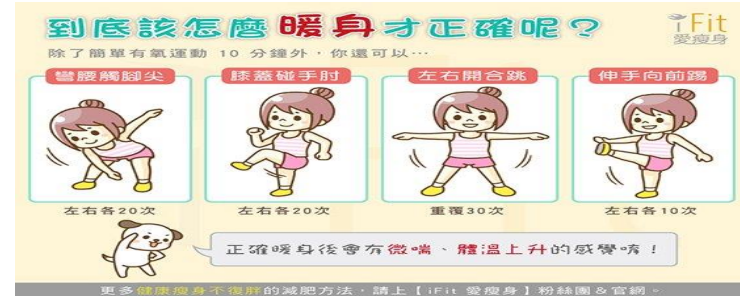 到底該怎麼暖身才正確呢?
iFit
愛瘦身
除了簡單有氧運動 10 分鐘外，你還可以…
彎腰觸腳尖
膝蓋碰手肘
左右開合跳
伸手向前踢
左右各20次
左右各20次
重覆30次
左右各10次
正確暖身後會有微喘、體溫上升的感覺唷!
更多健康瘦身不復胖的減肥方法，請上【iFit 愛瘦身】粉絲團&官網。